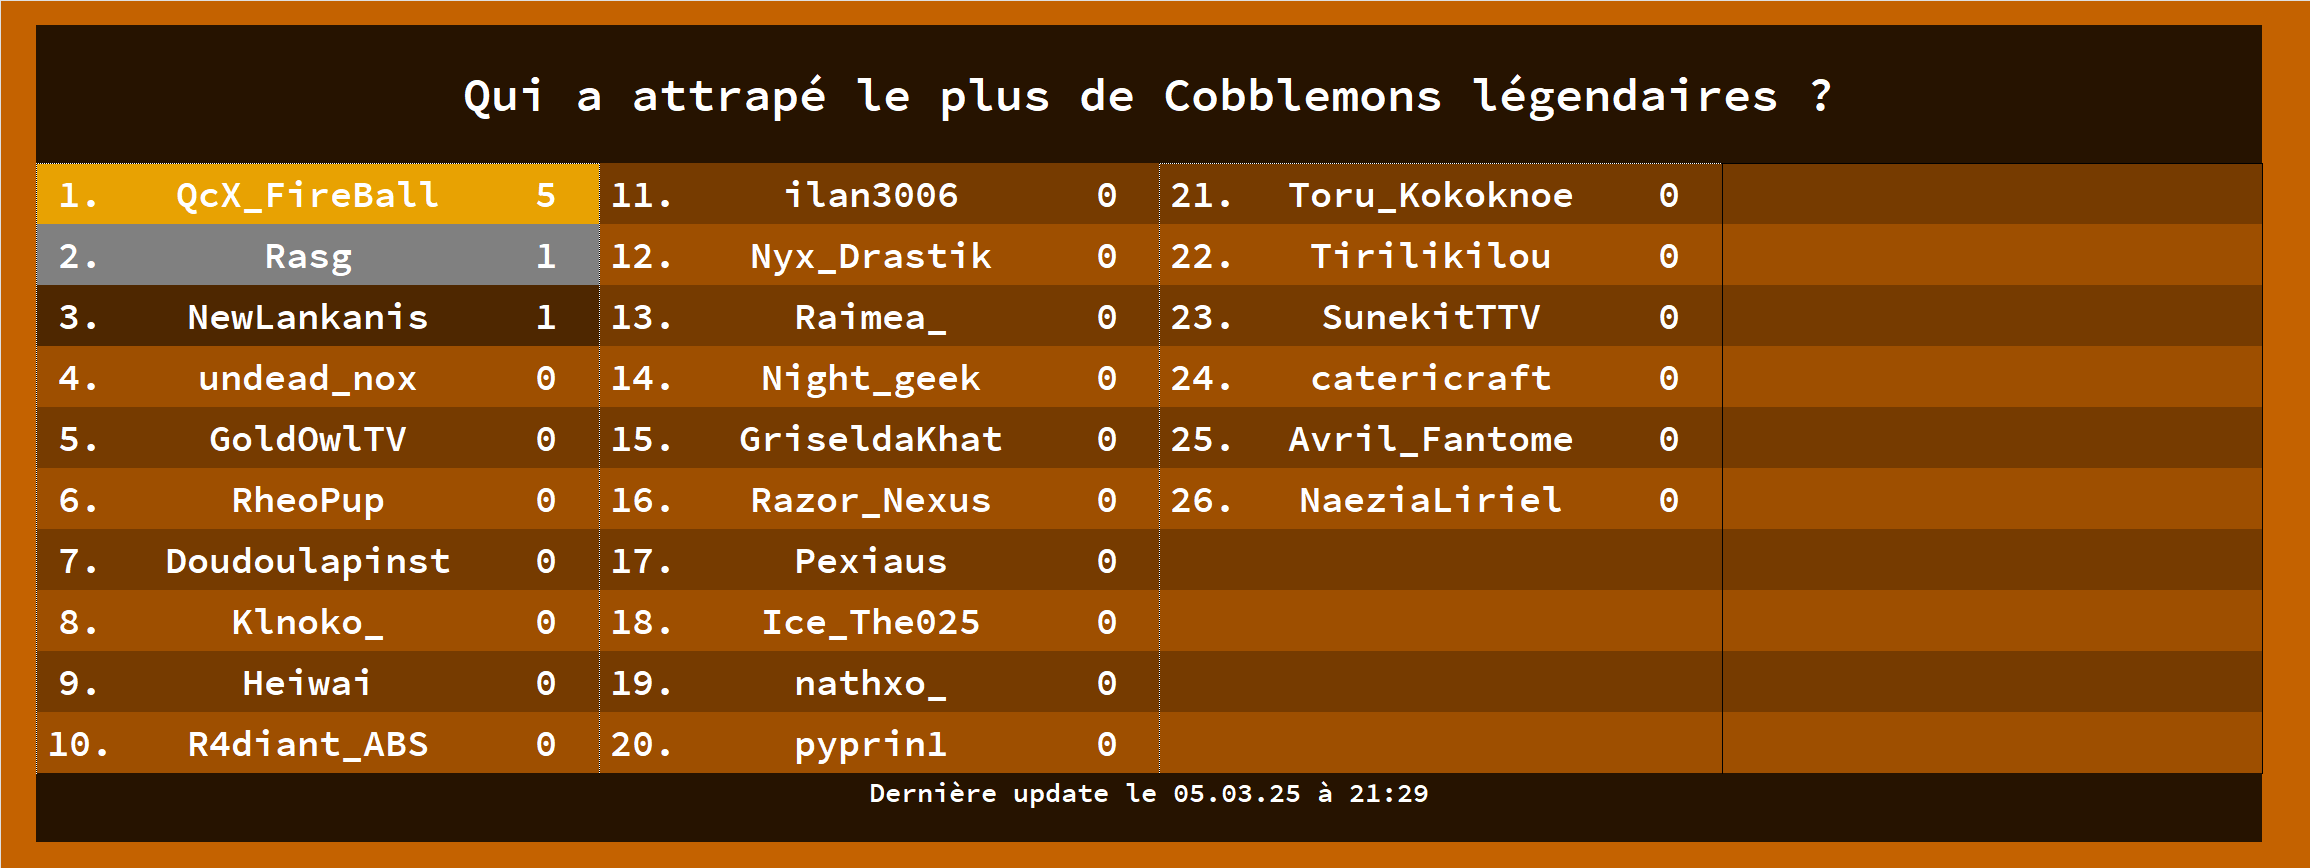 Qui a attrapé le plus de Cobblemons légendaires ?
1. QcX_FireBall 5
2. Rasg 1
3. NewLankanis 1
4. undead_nox 0
5. GoldOwlTV 0
6. RheoPup 0
7. Doudoulapinst 0
8. Klnoko_ 0
9. Heiwai 0
10. R4diant_ABS 0
11. ilan3006 0
12. Nyx_Drastik 0
13. Raimea_ 0
14. Night_geek 0
15. GriseldaKhat 0
16. Razor_Nexus 0
17. Pexiaus 0
18. Ice_The025 0
19. nathxo_ 0
20. pyprin1 0
21. Toru_Kokoknoe 0
22. Tirilikilou 0
23. SunekitTTV 0
24. catericraft 0
25. Avril_Fantome 0
26. NaeziaLiriel 0
Dernière update le 05.03.25 à 21:29